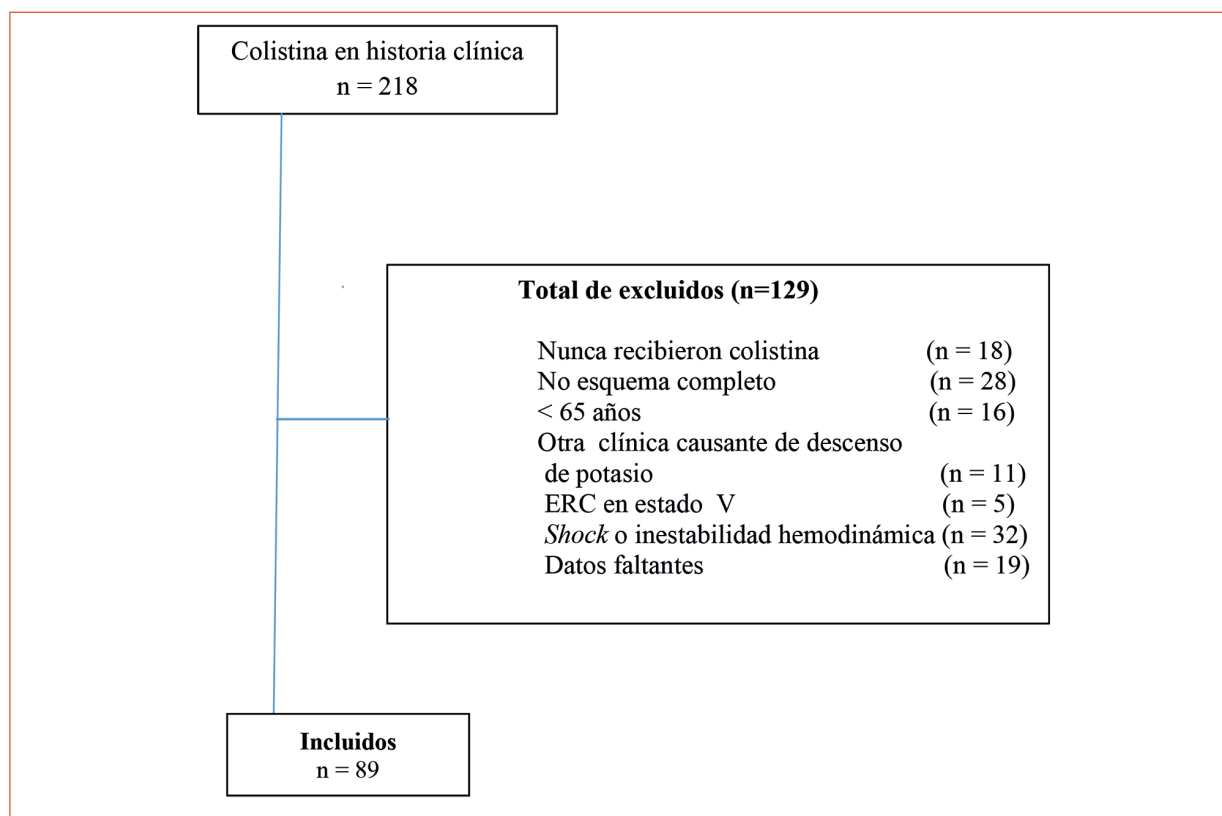 Colistina en historia clínica
n = 218
Total de excluidos (n=129)
Nunca recibieron colistina (n = 18)
No esquema completo (n = 28)
< 65 años (n = 16)
Otra clínica causante de descenso
de potasio (n = 11)
ERC en estado V (n = 5)
Shock o inestabilidad hemodinámica (n = 32)
Datos faltantes (n = 19)
Incluidos
n = 89